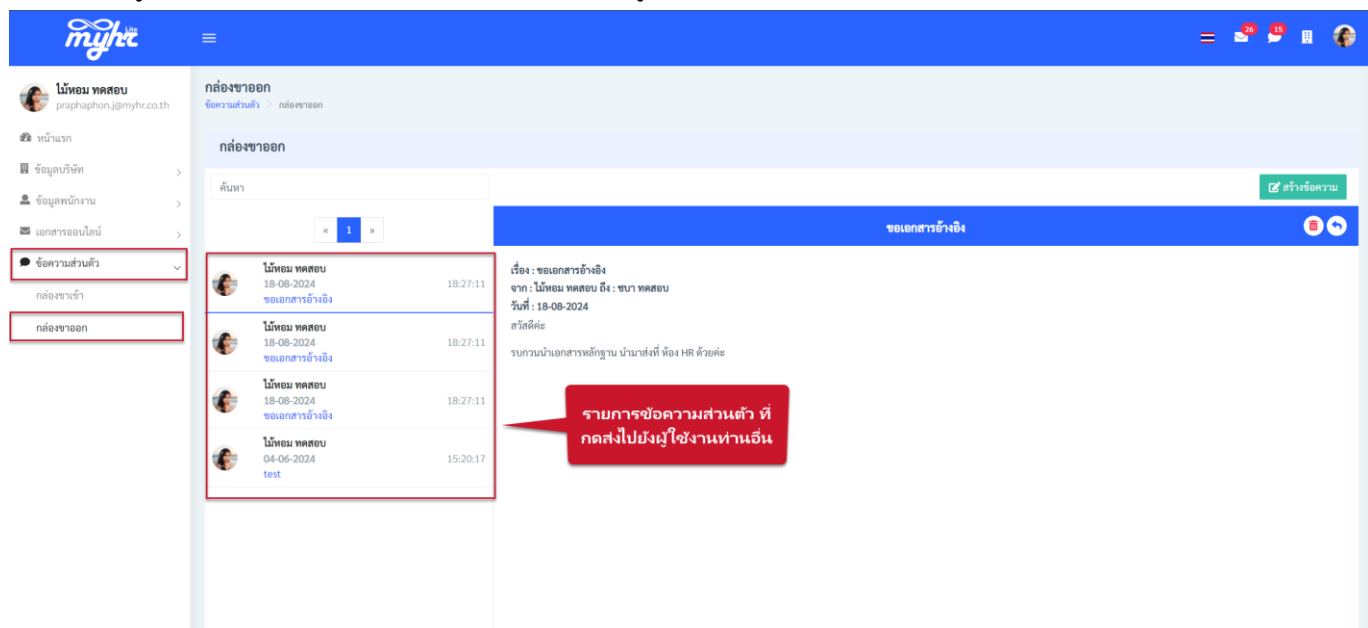 myhr Lite
26
15
ไม้หอม ทดสอบ
praphaphon.j@myhr.co.th
หน้าแรก
ข้อมูลบริษัท
ข้อมูลพนักงาน
เอกสารออนไลน์
ข้อความส่วนตัว
กล่องขาเข้า
กล่องขาออก
กล่องขาออก
ข้อความส่วนตัว > กล่องขาออก
กล่องขาออก
ค้นหา
สร้างข้อความ
« 1 »
ไม้หอม ทดสอบ
18-08-2024 18:27:11
ขอเอกสารอ้างอิง
ไม้หอม ทดสอบ
18-08-2024 18:27:11
ขอเอกสารอ้างอิง
ไม้หอม ทดสอบ
18-08-2024 18:27:11
ขอเอกสารอ้างอิง
ไม้หอม ทดสอบ
04-06-2024 15:20:17
test
ขอเอกสารอ้างอิง
เรื่อง : ขอเอกสารอ้างอิง
จาก : ไม้หอม ทดสอบ ถึง : ชบา ทดสอบ
วันที่ : 18-08-2024
สวัสดีค่ะ
รบกวนนำเอกสารหลักฐาน นำมาส่งที่ ห้อง HR ด้วยค่ะ
รายการข้อความส่วนตัว ที่
กดส่งไปยังผู้ใช้งานท่านอื่น